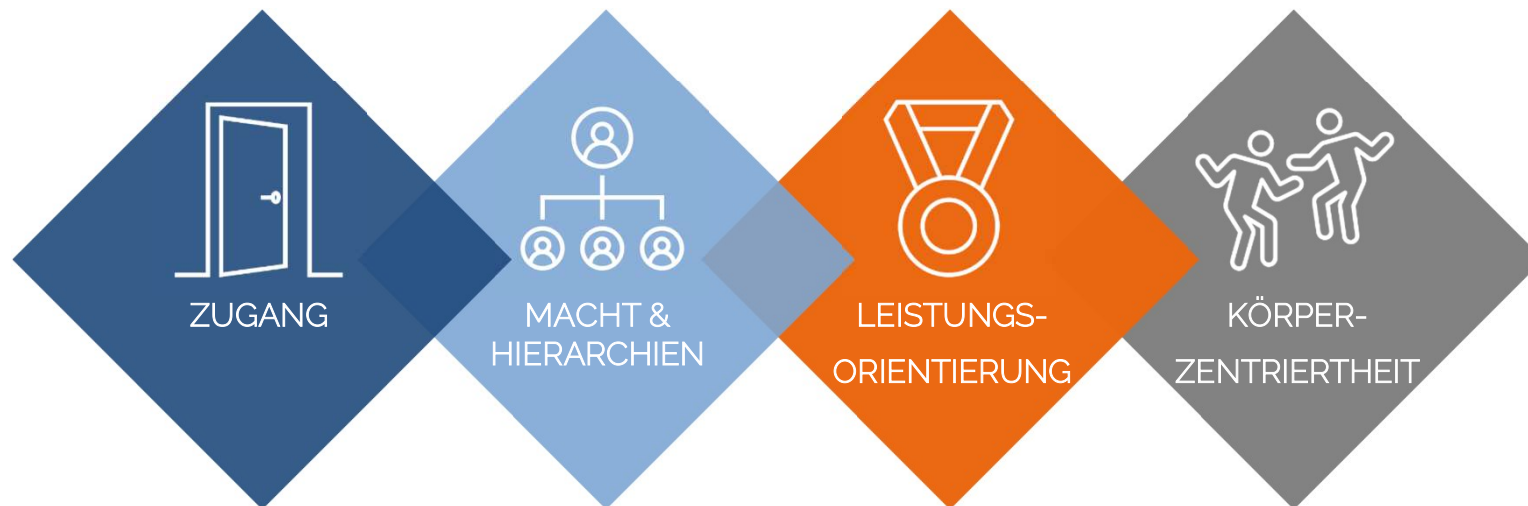 ZUGANG
MACHT &
HIERARCHIEN
LEISTUNGS-
ORIENTIERUNG
KÖRPER-
ZENTRIERTHEIT